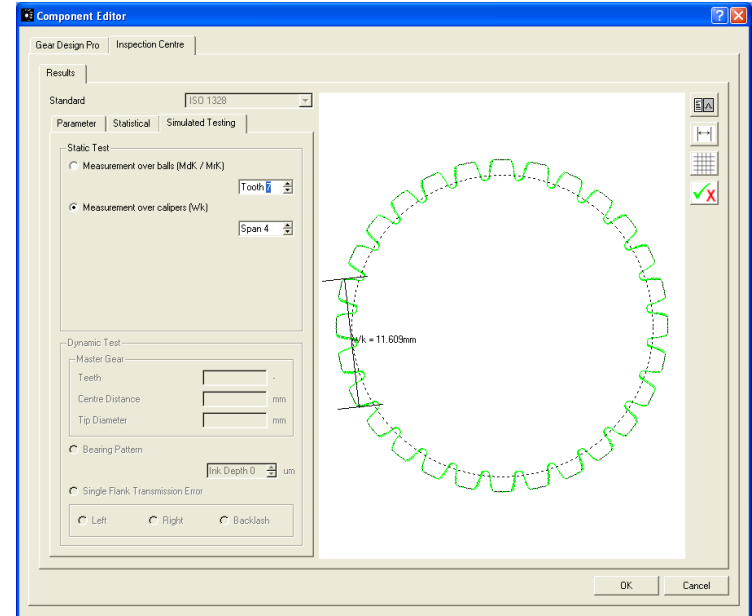 Component Editor
Gear Design Pro
Inspection Centre
Results
Standard
ISO 1328
Parameter
Statistical
Simulated Testing
Static Test
Measurement over balls (MdK / MrK)
Tooth 7
Measurement over calipers (Wk)
Span 4
Wk = 11.609mm
Dynamic Test
Master Gear
Teeth
-
Centre Distance
mm
Tip Diameter
mm
Bearing Pattern
Ink Depth 0
um
Single Flank Transmission Error
Left
Right
Backlash
OK
Cancel